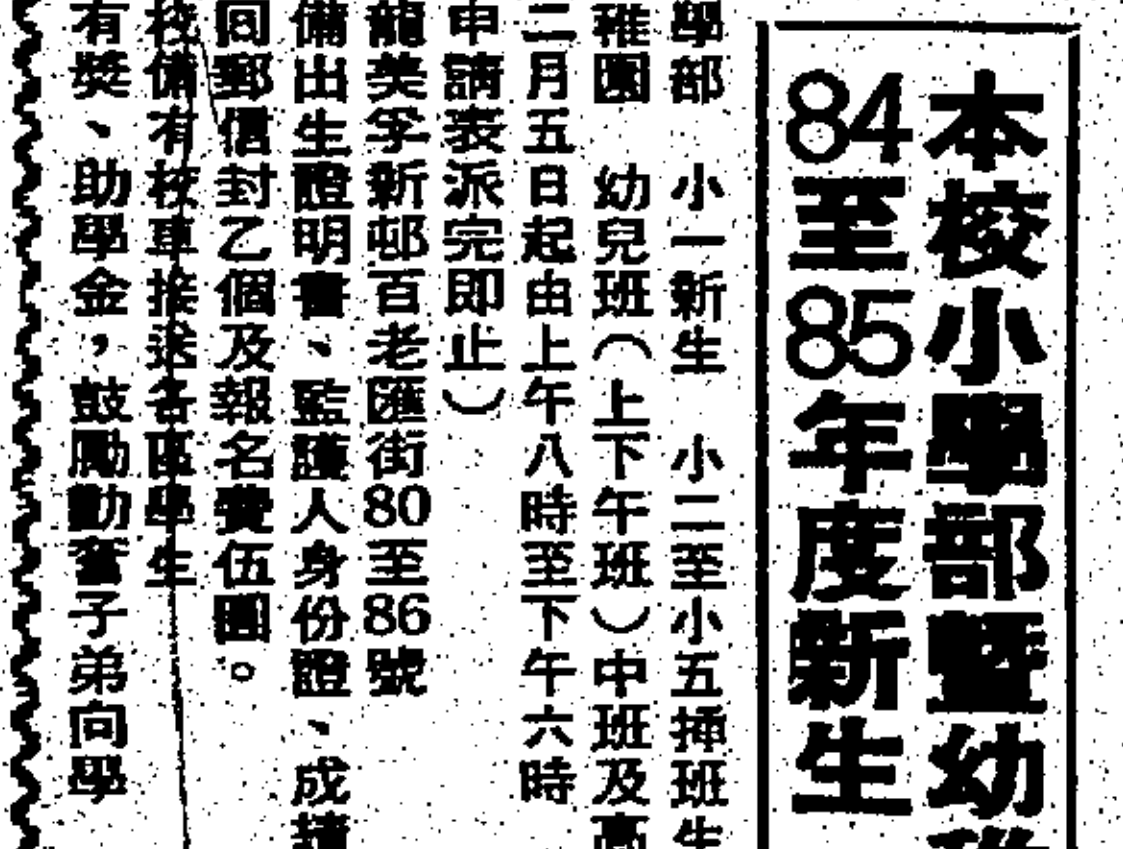 本校小學部暨幼
84至85年度新生
學部 小一新生 小二至小五揷班生
稚園 幼兒班(上下午班)中班及高
二月五日起由上午八時至下午六時
申請表派完即止)
龍美孚新邨百老匯街80至86號
備出生證明書、監護人身份證、成績
同郵信封乙個及報名費伍圓。
校備有校車接送各區學生
有獎、助學金,鼓勵勤奮子弟向學